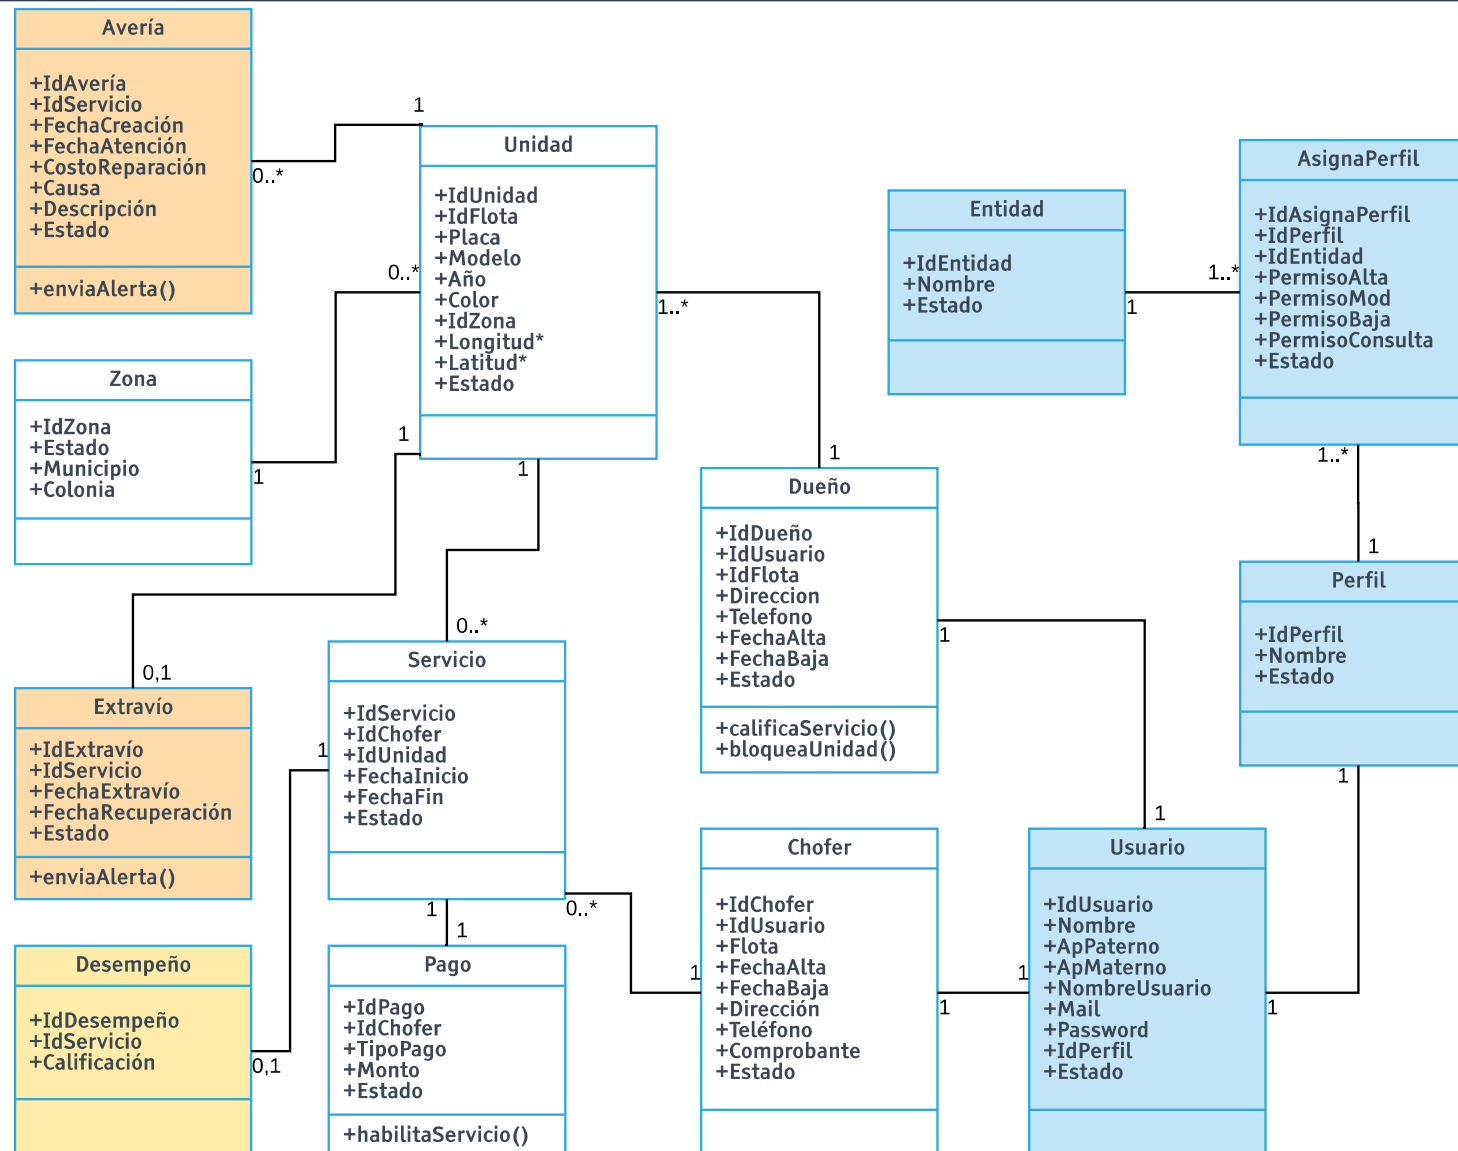 Avería
+IdAvería
+IdServicio
+FechaCreación
+FechaAtención
+CostoReparación
+Causa
+Descripción
+Estado
+enviaAlerta()
0..*
1
Unidad
+IdUnidad
+IdFlota
+Placa
+Modelo
+Año
+Color
+IdZona
+Longitud*
+Latitud*
+Estado
0..*
1
1
1..*
1
Zona
+IdZona
+Estado
+Municipio
+Colonia
1
Entidad
+IdEntidad
+Nombre
+Estado
1
1..*
AsignaPerfil
+IdAsignaPerfil
+IdPerfil
+IdEntidad
+PermisoAlta
+PermisoMod
+PermisoBaja
+PermisoConsulta
+Estado
1..*
1
Dueño
+IdDueño
+IdUsuario
+IdFlota
+Direccion
+Telefono
+FechaAlta
+FechaBaja
+Estado
+calificaServicio()
+bloqueaUnidad()
1
Perfil
+IdPerfil
+Nombre
+Estado
1
0,1
Extravío
+IdExtravío
+IdServicio
+FechaExtravío
+FechaRecuperación
+Estado
+enviaAlerta()
0..*
Servicio
+IdServicio
+IdChofer
+IdUnidad
+FechaInicio
+FechaFin
+Estado
1
0..*
1
1
Desempeño
+IdDesempeño
+IdServicio
+Calificación
0,1
Pago
+IdPago
+IdChofer
+TipoPago
+Monto
+Estado
+habilitaServicio()
Chofer
+IdChofer
+IdUsuario
+Flota
+FechaAlta
+FechaBaja
+Dirección
+Teléfono
+Comprobante
+Estado
1
1
1
1
Usuario
+IdUsuario
+Nombre
+ApPaterno
+ApMaterno
+NombreUsuario
+Mail
+Password
+IdPerfil
+Estado
1